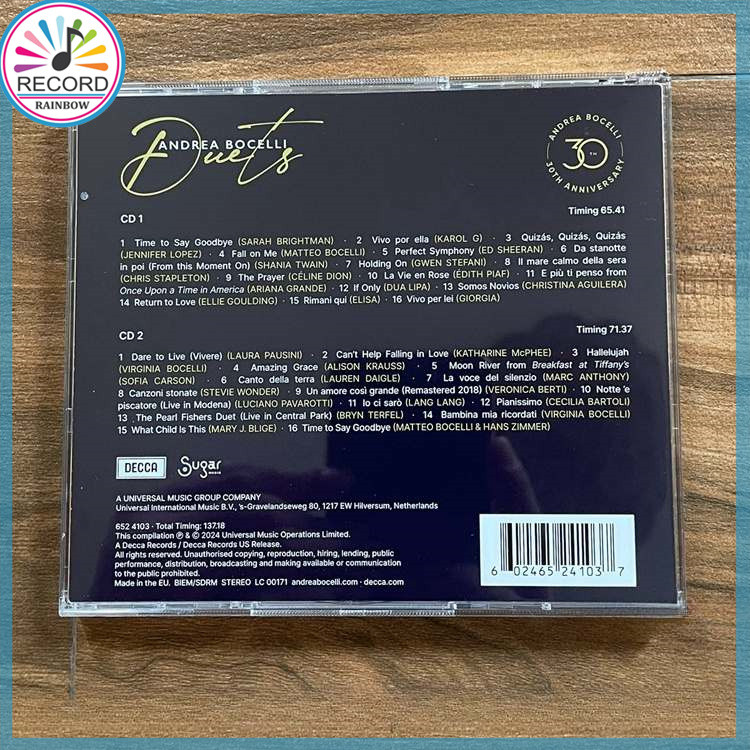 RECORD
RAINBOW
ANDREA BOCELLI
Duets
ANDREA BOCELLI
30TH
30TH ANNIVERSARY
CD 1
Timing 65.41
1 Time to Say Goodbye (SARAH BRIGHTMAN) · 2 Vivo por ella (KAROL G) · 3 Quizás, Quizás, Quizás
(JENNIFER LOPEZ) · 4 Fall on Me (MATTEO BOCELLI) · 5 Perfect Symphony (ED SHEERAN) · 6 Da stanotte
in poi (From this Moment On) (SHANIA TWAIN) · 7 Holding On (GWEN STEFANI) · 8 Il mare calmo della sera
(CHRIS STAPLETON) · 9 The Prayer (CÉLINE DION) · 10 La Vie en Rose (ÉDITH PIAF) · 11 E più ti penso from
Once Upon a Time in America (ARIANA GRANDE) · 12 If Only (DUA LIPA) · 13 Somos Novios (CHRISTINA AGUILERA)
14 Return to Love (ELLIE GOULDING) · 15 Rimani qui (ELISA) · 16 Vivo per lei (GIORGIA)
CD 2
Timing 71.37
1 Dare to Live (Vivere) (LAURA PAUSINI) · 2 Can't Help Falling in Love (KATHARINE McPHEE) · 3 Hallelujah
(VIRGINIA BOCELLI) · 4 Amazing Grace (ALISON KRAUSS) · 5 Moon River from Breakfast at Tiffany's
(SOFIA CARSON) · 6 Canto della terra (LAUREN DAIGLE) · 7 La voce del silenzio (MARC ANTHONY)
8 Canzoni stonate (STEVIE WONDER) · 9 Un amore così grande (Remastered 2018) (VERONICA BERTI) · 10 Notte 'e
piscatore (Live in Modena) (LUCIANO PAVAROTTI) · 11 Io ci sarò (LANG LANG) · 12 Pianissimo (CECILIA BARTOLI)
13 The Pearl Fishers Duet (Live in Central Park) (BRYN TERFEL) · 14 Bambina mia ricordati (VIRGINIA BOCELLI)
15 What Child Is This (MARY J. BLIGE) · 16 Time to Say Goodbye (MATTEO BOCELLI & HANS ZIMMER)
DECCA
Sugar
MUSIC
A UNIVERSAL MUSIC GROUP COMPANY
Universal International Music B.V., 's-Gravelandseweg 80, 1217 EW Hilversum, Netherlands
652 4103 · Total Timing: 137.18
This compilation ℗ & © 2024 Universal Music Operations Limited.
A Decca Records / Decca Records US Release.
All rights reserved. Unauthorised copying, reproduction, hiring, lending, public
performance, distribution, broadcasting and making available or communication
to the public prohibited.
Made in the EU. BIEM/SDRM STEREO LC 00171 andreabocelli.com · decca.com
6 02465 24103 7